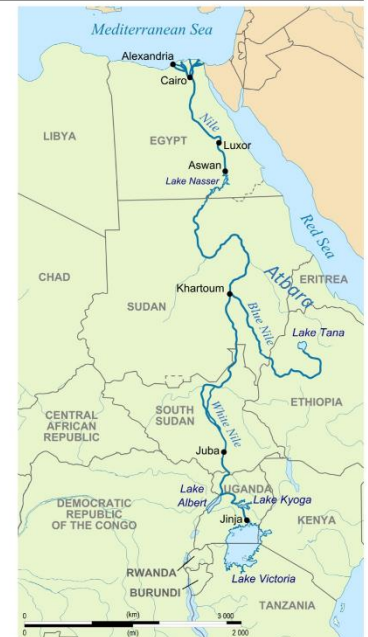 Mediterranean Sea
Alexandria
Cairo
LIBYA
EGYPT
Nile
Luxor
Aswan
Lake Nasser
Red Sea
CHAD
SUDAN
Khartoum
Atbara
ERITREA
Blue Nile
Lake Tana
ETHIOPIA
CENTRAL
AFRICAN
REPUBLIC
SOUTH
SUDAN
White Nile
Juba
Lake
Albert
UGANDA
Lake Kyoga
DEMOCRATIC
REPUBLIC
OF THE CONGO
Jinja
KENYA
RWANDA
BURUNDI
Lake Victoria
TANZANIA
0 (km) 3 000
0 (mi) 2 000